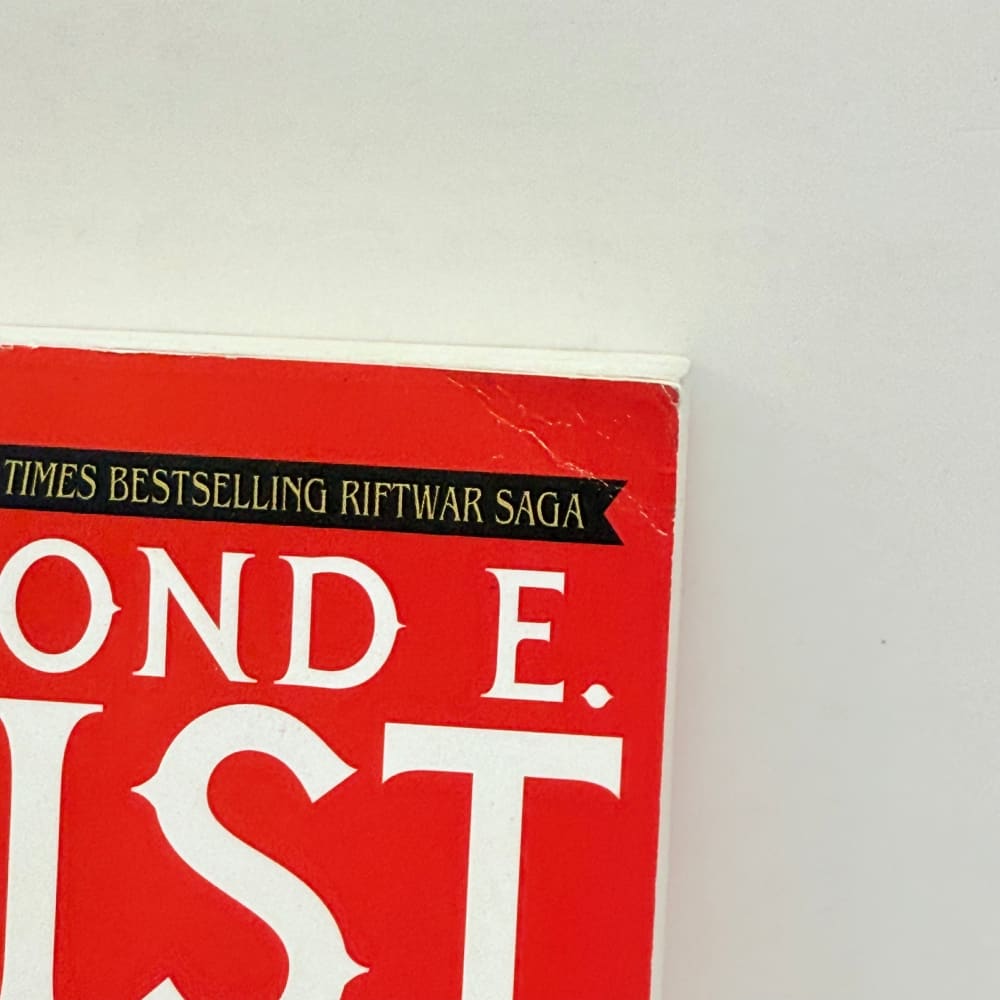 TIMES BESTSELLING RIFTWAR SAGA
OND E.
IST